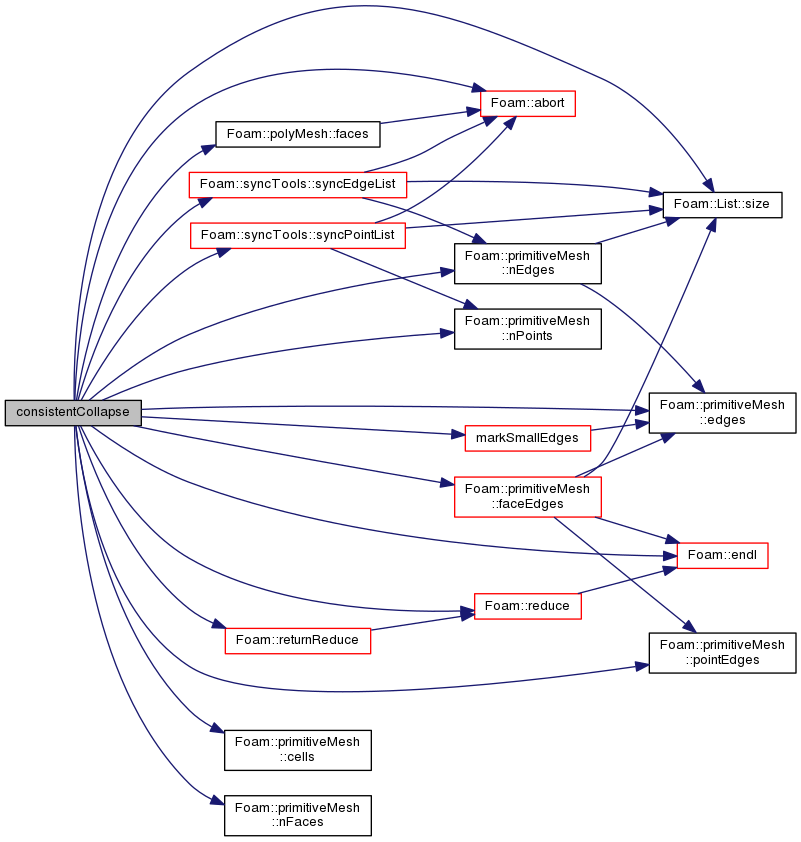 Foam::abort
Foam::polyMesh::faces
Foam::syncTools::syncEdgeList
Foam::List::size
Foam::syncTools::syncPointList
Foam::primitiveMesh
::nEdges
Foam::primitiveMesh
::nPoints
consistentCollapse
Foam::primitiveMesh
::edges
markSmallEdges
Foam::primitiveMesh
::faceEdges
Foam::endl
Foam::reduce
Foam::returnReduce
Foam::primitiveMesh
::pointEdges
Foam::primitiveMesh
::cells
Foam::primitiveMesh
::nFaces